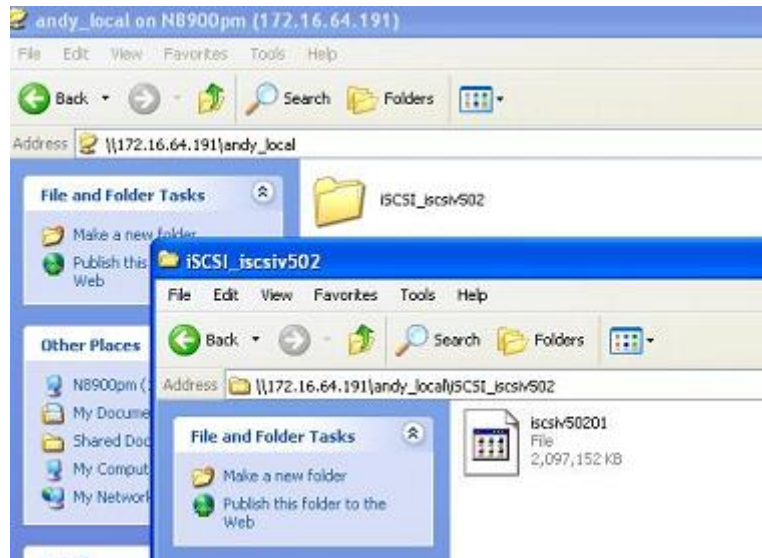 andy_local on N8900pm (172.16.64.191)
File Edit View Favorites Tools Help
Back Search Folders
Address \\172.16.64.191\andy_local
File and Folder Tasks
Make a new folder
Publish this
Web
iSCSI_iscsiv502
Other Places
N8900pm (
My Docume
Shared Doc
My Comput
My Network
iSCSI_iscsiv502
File Edit View Favorites Tools Help
Back Search Folders
Address \\172.16.64.191\andy_local\iSCSI_iscsiv502
File and Folder Tasks
Make a new folder
Publish this folder to the
Web
iscsiv50201
File
2,097,152 KB